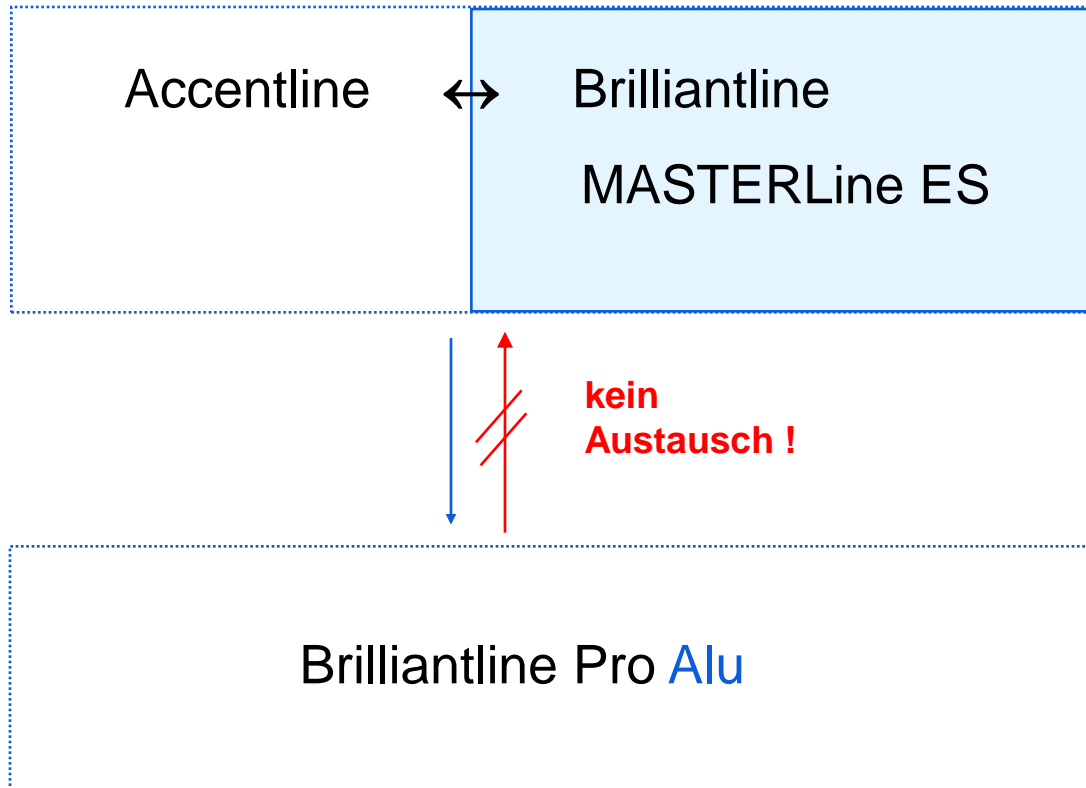 Accentline ↔ Brilliantline
MASTERLine ES
kein
Austausch !
Brilliantline Pro Alu